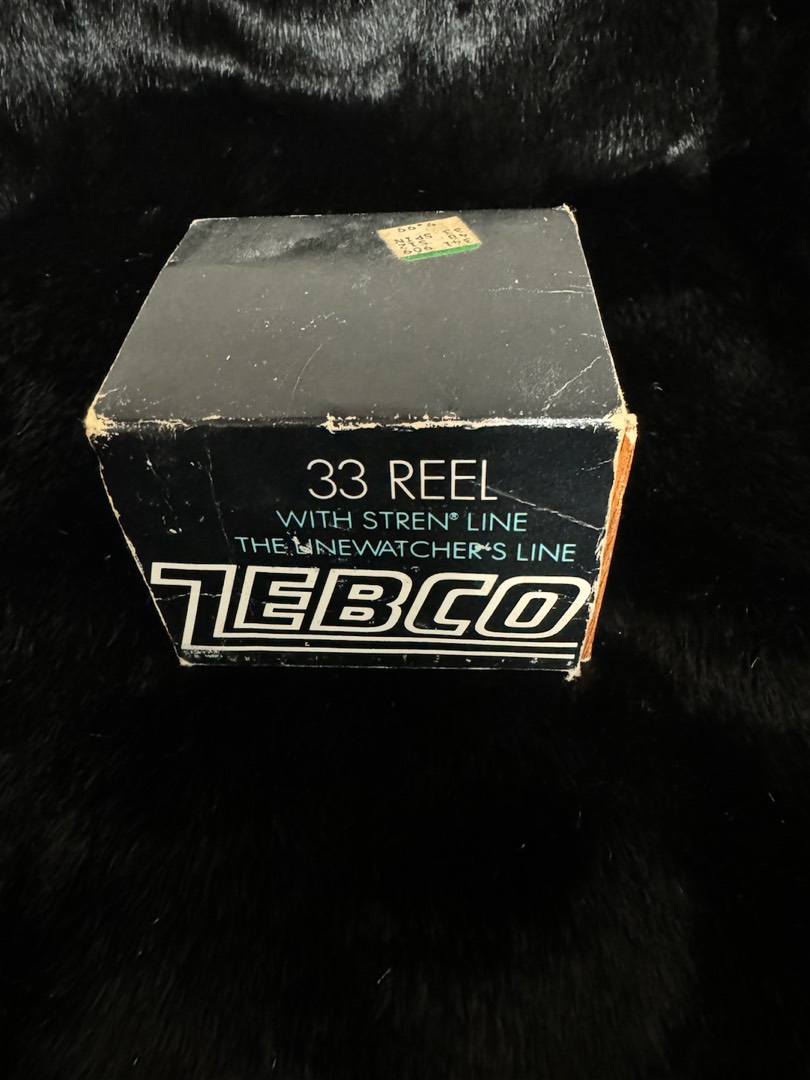 33 REEL
WITH STREN® LINE
THE LINEWATCHER'S LINE
ZEBCO